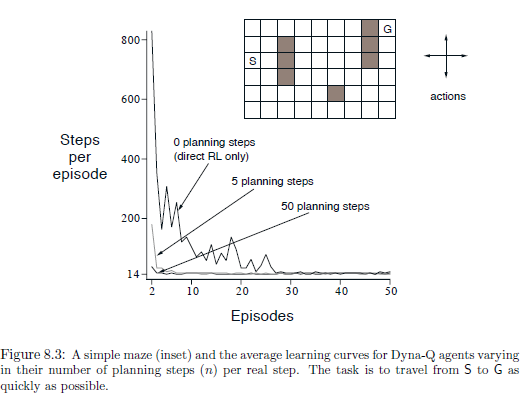 G
S
actions
800
600
400
200
14
Steps
per
episode
0 planning steps
(direct RL only)
5 planning steps
50 planning steps
2 10 20 30 40 50
Episodes
Figure 8.3: A simple maze (inset) and the average learning curves for Dyna-Q agents varying
in their number of planning steps (n) per real step. The task is to travel from S to G as
quickly as possible.